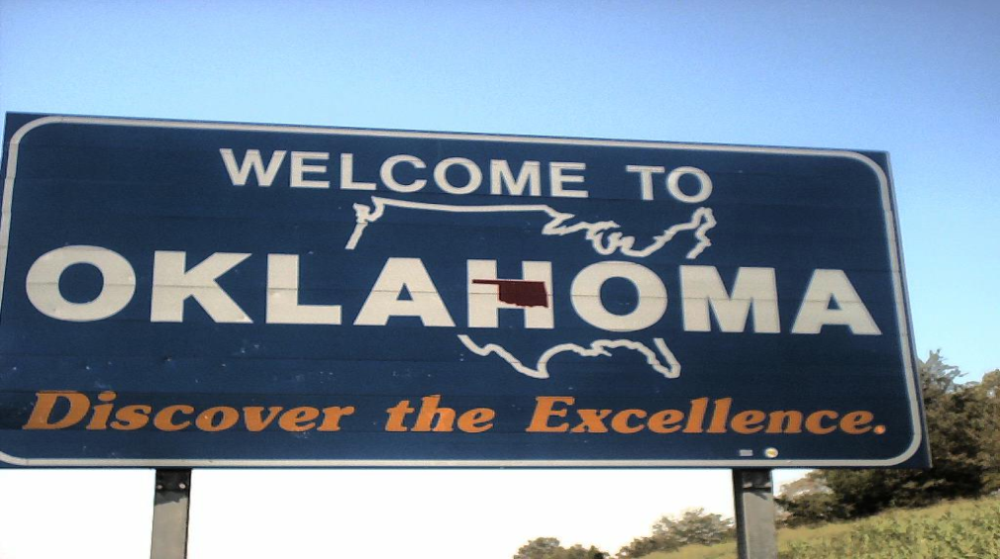 WELCOME TO
OKLAHOMA
Discover the Excellence.